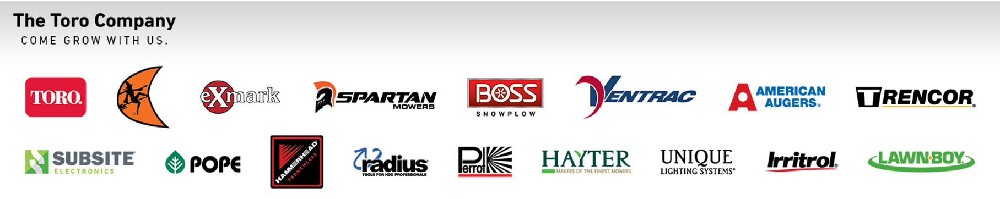 The Toro Company
COME GROW WITH US.
TORO®
eXmark
SPARTAN
MOWERS
BOSS
SNOWPLOW
VENTRAC
AMERICAN
AUGERS®
TRENCOR®
SUBSITE
ELECTRONICS
POPE
HAMMERHEAD®
TRENCHLESS
radius®
TOOLS FOR HDD PROFESSIONALS
Perrot
HAYTER
MAKERS OF THE FINEST MOWERS
UNIQUE
LIGHTING SYSTEMS®
Irritrol®
LAWN-BOY®